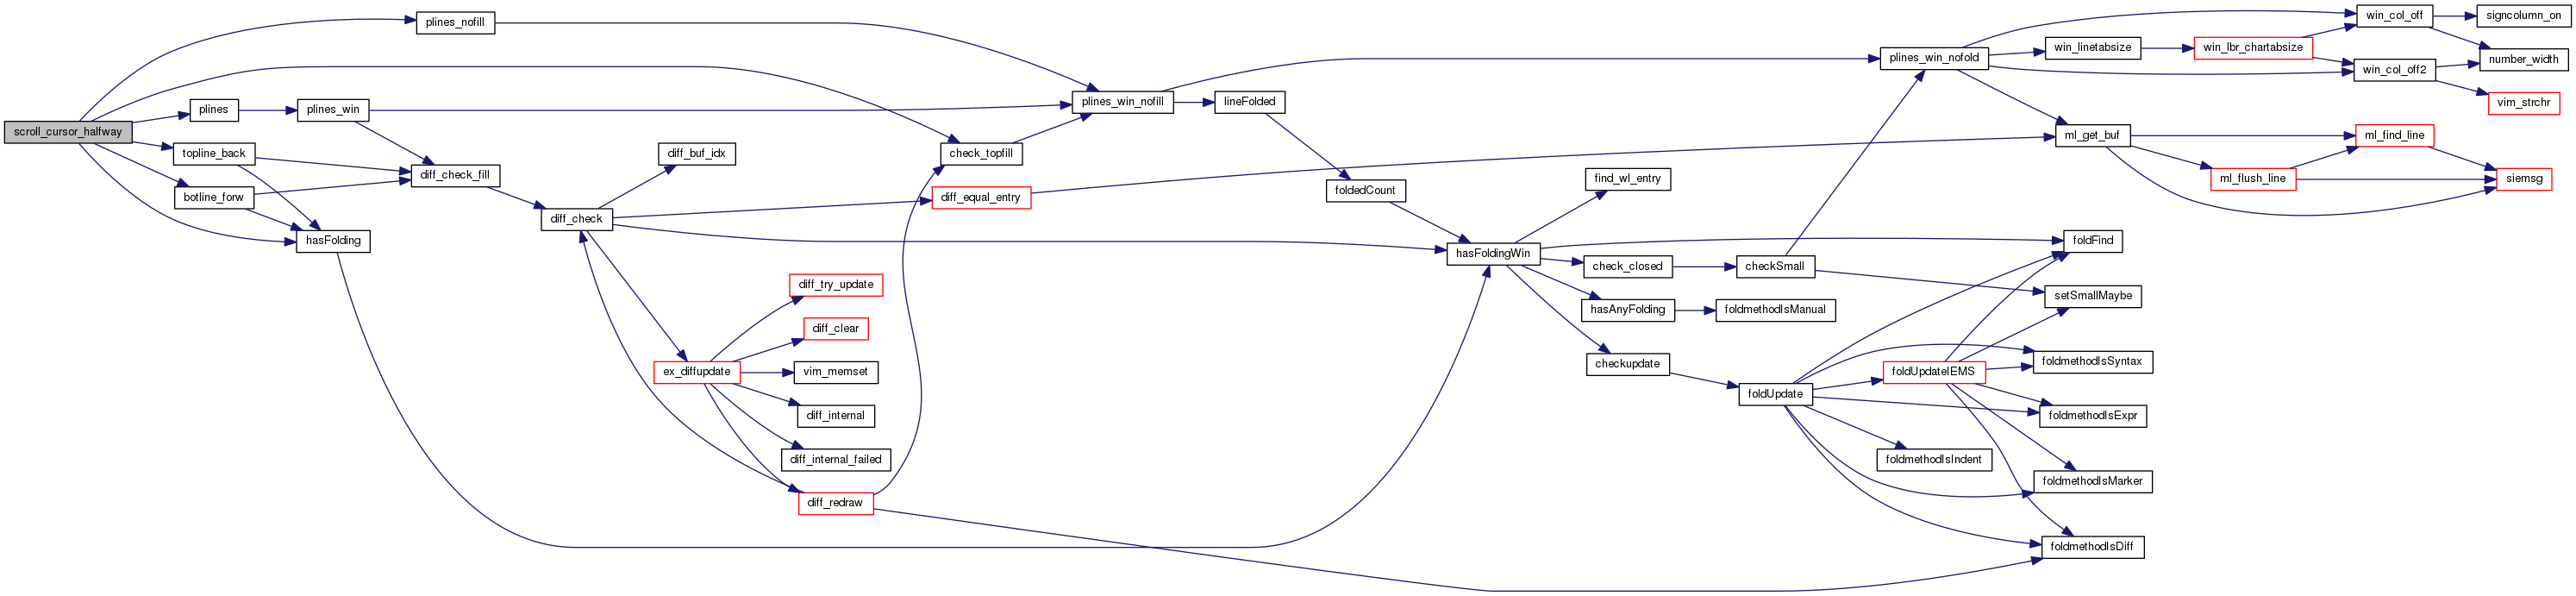 scroll_cursor_halfway
plines_nofill
plines
topline_back
botline_forw
hasFolding
plines_win
diff_check_fill
diff_check
diff_buf_idx
ex_diffupdate
diff_try_update
diff_clear
vim_memset
diff_internal
diff_internal_failed
diff_redraw
diff_equal_entry
check_topfill
plines_win_nofill
lineFolded
foldedCount
hasFoldingWin
find_wl_entry
check_closed
hasAnyFolding
checkupdate
checkSmall
foldmethodIsManual
foldUpdate
plines_win_nofold
foldUpdateIEMS
foldmethodIsIndent
win_linetabsize
ml_get_buf
foldFind
setSmallMaybe
foldmethodIsSyntax
foldmethodIsExpr
foldmethodIsMarker
foldmethodIsDiff
win_lbr_chartabsize
ml_flush_line
win_col_off
win_col_off2
ml_find_line
signcolumn_on
number_width
vim_strchr
siemsg